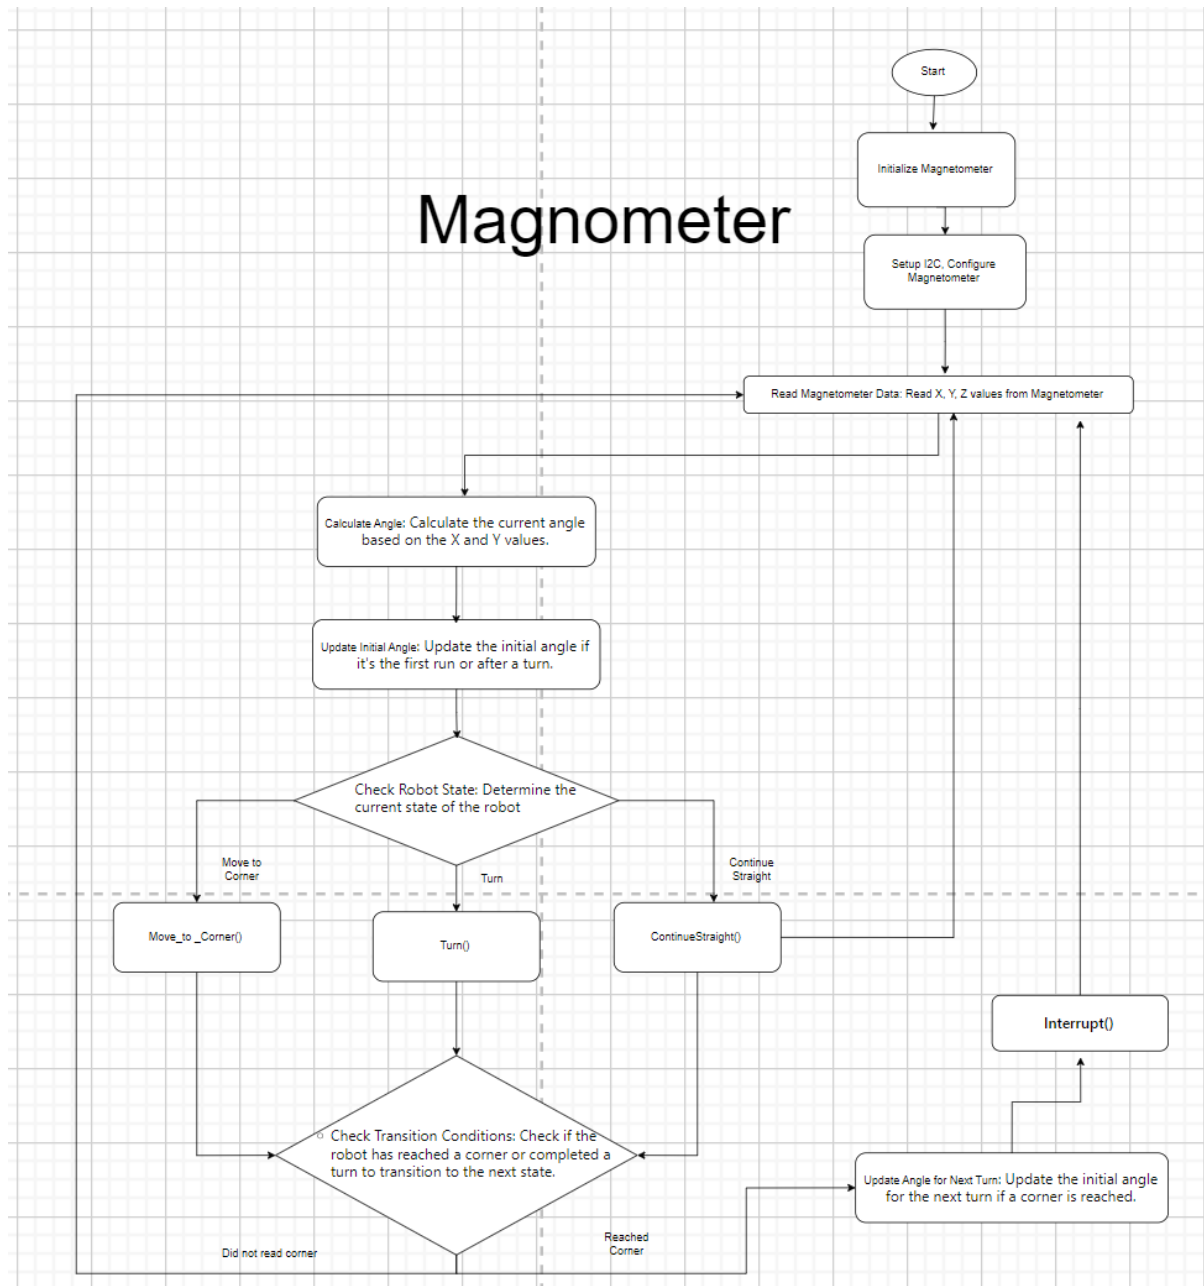 Start
Initialize Magnetometer
Magnometer
Setup I2C, Configure
Magnetometer
Read Magnetometer Data: Read X, Y, Z values from Magnetometer
Calculate Angle: Calculate the current angle
based on the X and Y values.
Update Initial Angle: Update the initial angle if
it's the first run or after a turn.
Check Robot State: Determine the
current state of the robot
Move to
Corner
Turn
Continue
Straight
Move_to _Corner()
Turn()
ContinueStraight()
Interrupt()
Check Transition Conditions: Check if the
robot has reached a corner or completed a
turn to transition to the next state.
Update Angle for Next Turn: Update the initial angle
for the next turn if a corner is reached.
Did not read corner
Reached
Corner